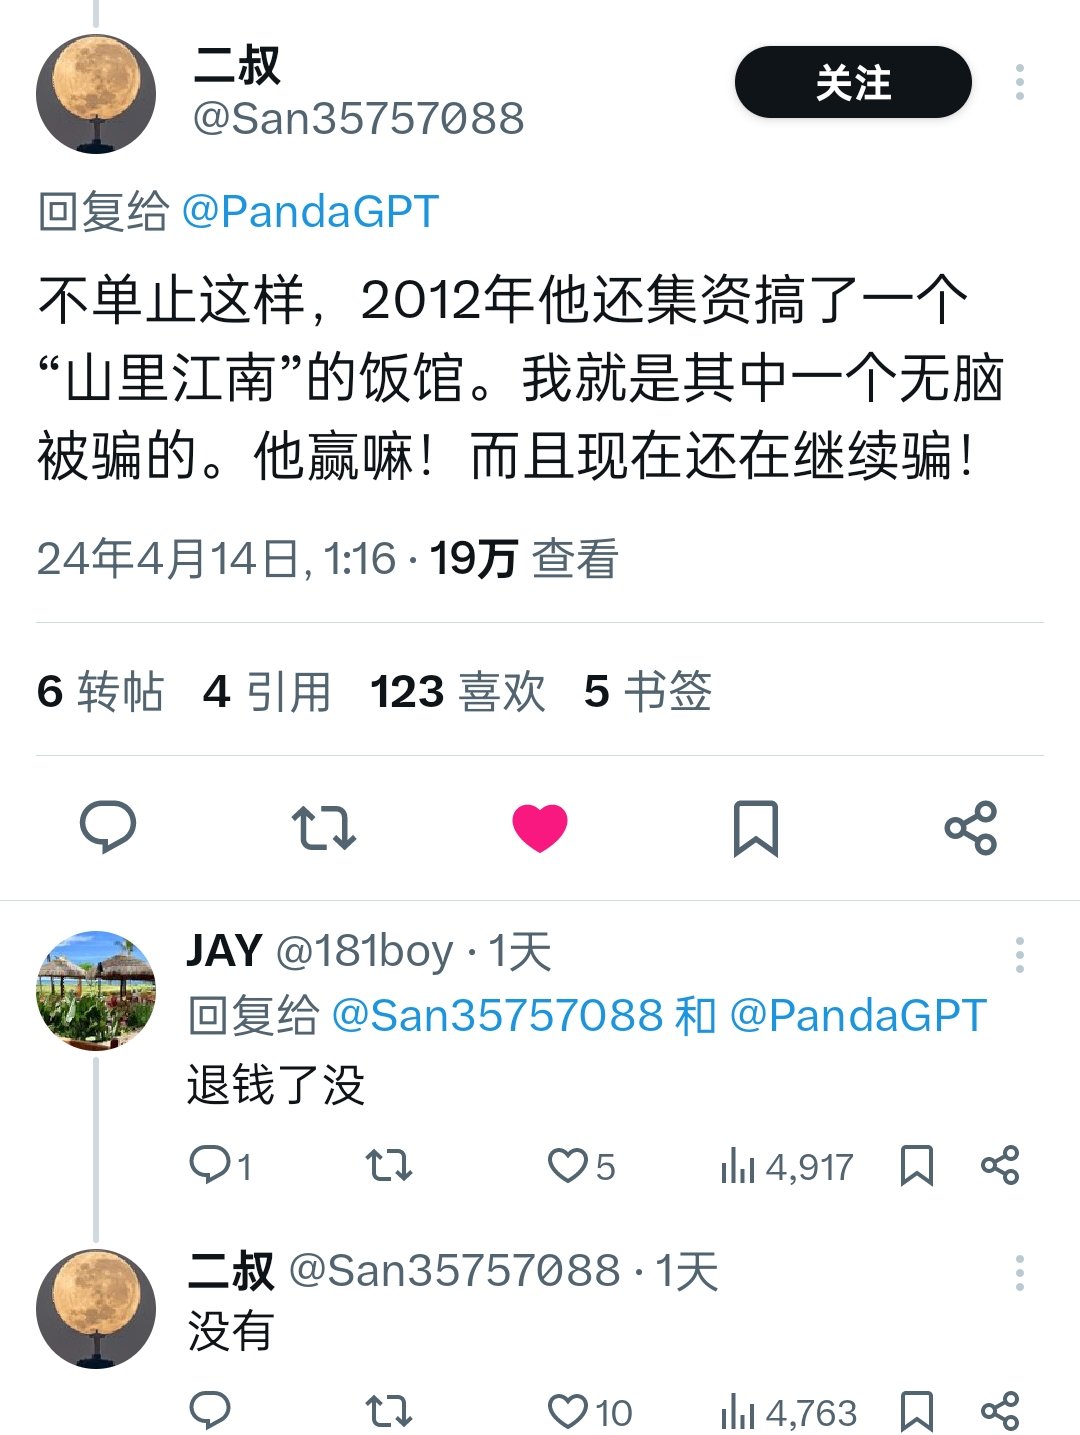 二叔
@San35757088
关注
回复给 @PandaGPT
不单止这样，2012年他还集资搞了一个
“山里江南”的饭馆。我就是其中一个无脑
被骗的。他赢嘛！而且现在还在继续骗！
24年4月14日, 1:16 · 19万 查看
6 转帖 4 引用 123 喜欢 5 书签
JAY @181boy · 1天
回复给 @San35757088 和 @PandaGPT
退钱了没
1 5 4,917
二叔 @San35757088 · 1天
没有
10 4,763